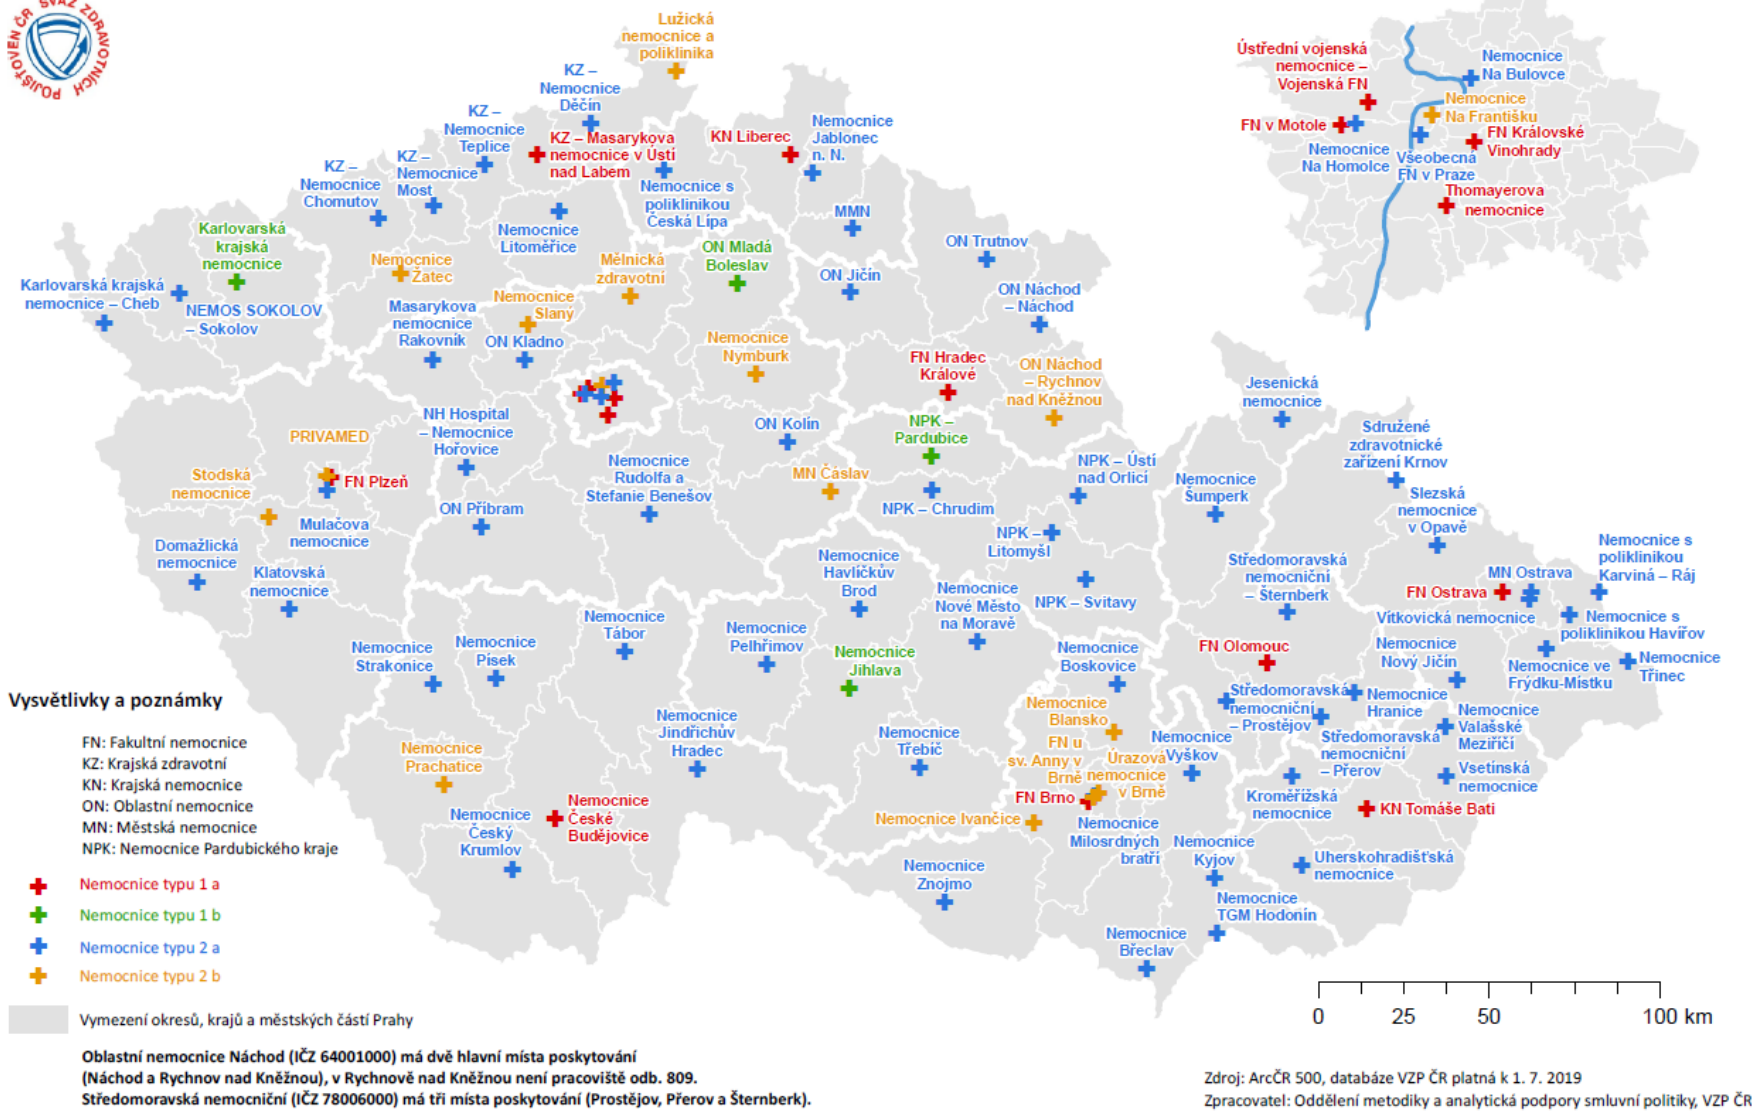 SVAZ ZDRAVOTNÍCH POJIŠŤOVEN ČR
Lužická
nemocnice a
poliklinika
KZ –
Nemocnice
Děčín
KZ –
Nemocnice
Teplice
KZ – Masarykova
nemocnice v Ústí
nad Labem
KN Liberec
Nemocnice
Jablonec
n. N.
KZ –
Nemocnice
Chomutov
KZ –
Nemocnice
Most
Nemocnice s
poliklinikou
Česká Lípa
MMN
Nemocnice
Litoměřice
Karlovarská
krajská
nemocnice
Nemocnice
Žatec
Mělnická
zdravotní
ON Mladá
Boleslav
ON Jičín
ON Trutnov
ON Náchod
– Náchod
Karlovarská krajská
nemocnice – Cheb
NEMOS SOKOLOV
– Sokolov
Masarykova
nemocnice
Rakovník
Nemocnice
Slaný
ON Kladno
Nemocnice
Nymburk
FN Hradec
Králové
ON Náchod
– Rychnov
nad Kněžnou
NH Hospital
– Nemocnice
Hořovice
ON Kolín
NPK –
Pardubice
PRIVAMED
Stodská
nemocnice
FN Plzeň
Mulačova
nemocnice
Nemocnice
Rudolfa a
Stefanie Benešov
MN Čáslav
NPK – Chrudim
NPK – Ústí
nad Orlicí
ON Příbram
NPK –
Litomyšl
NPK – Svitavy
Domažlická
nemocnice
Klatovská
nemocnice
Nemocnice
Havlíčkův
Brod
Nemocnice
Nové Město
na Moravě
Nemocnice
Strakonice
Nemocnice
Písek
Nemocnice
Tábor
Nemocnice
Pelhřimov
Nemocnice
Jihlava
Nemocnice
Jindřichův
Hradec
Nemocnice
Třebíč
Nemocnice
Prachatice
Nemocnice
České
Budějovice
Nemocnice
Český
Krumlov
Nemocnice
Znojmo
Nemocnice Ivančice
Nemocnice
Boskovice
Nemocnice
Blansko
FN u
sv. Anny v
Brně
FN Brno
Úrazová
nemocnice
v Brně
Nemocnice
Vyškov
Nemocnice
Milosrdných
bratří
Nemocnice
Kyjov
Nemocnice
TGM Hodonín
Nemocnice
Břeclav
Jesenická
nemocnice
Nemocnice
Šumperk
Sdružené
zdravotnické
zařízení Krnov
Slezská
nemocnice
v Opavě
Středomoravská
nemocniční
– Šternberk
FN Olomouc
FN Ostrava
MN Ostrava
Vítkovická nemocnice
Nemocnice s
poliklinikou
Karviná – Ráj
Nemocnice s
poliklinikou Havířov
Nemocnice ve
Frýdku-Místku
Nemocnice
Třinec
Nemocnice
Nový Jičín
Středomoravská
nemocniční
– Prostějov
Nemocnice
Hranice
Středomoravská
nemocniční
– Přerov
Nemocnice
Valašské
Meziříčí
Vsetínská
nemocnice
Kroměřížská
nemocnice
KN Tomáše Bati
Uherskohradišťská
nemocnice
Ústřední vojenská
nemocnice –
Vojenská FN
Nemocnice
Na Bulovce
Nemocnice
Na Františku
FN v Motole
FN Královské
Vinohrady
Nemocnice
Na Homolce
Všeobecná
FN v Praze
Thomayerova
nemocnice
Vysvětlivky a poznámky
FN: Fakultní nemocnice
KZ: Krajská zdravotní
KN: Krajská nemocnice
ON: Oblastní nemocnice
MN: Městská nemocnice
NPK: Nemocnice Pardubického kraje
Nemocnice typu 1 a
Nemocnice typu 1 b
Nemocnice typu 2 a
Nemocnice typu 2 b
Vymezení okresů, krajů a městských částí Prahy
Oblastní nemocnice Náchod (IČZ 64001000) má dvě hlavní místa poskytování
(Náchod a Rychnov nad Kněžnou), v Rychnově nad Kněžnou není pracoviště odb. 809.
Středomoravská nemocniční (IČZ 78006000) má tři místa poskytování (Prostějov, Přerov a Šternberk).
0 25 50 100 km
Zdroj: ArcČR 500, databáze VZP ČR platná k 1. 7. 2019
Zpracovatel: Oddělení metodiky a analytická podpory smluvní politiky, VZP ČR